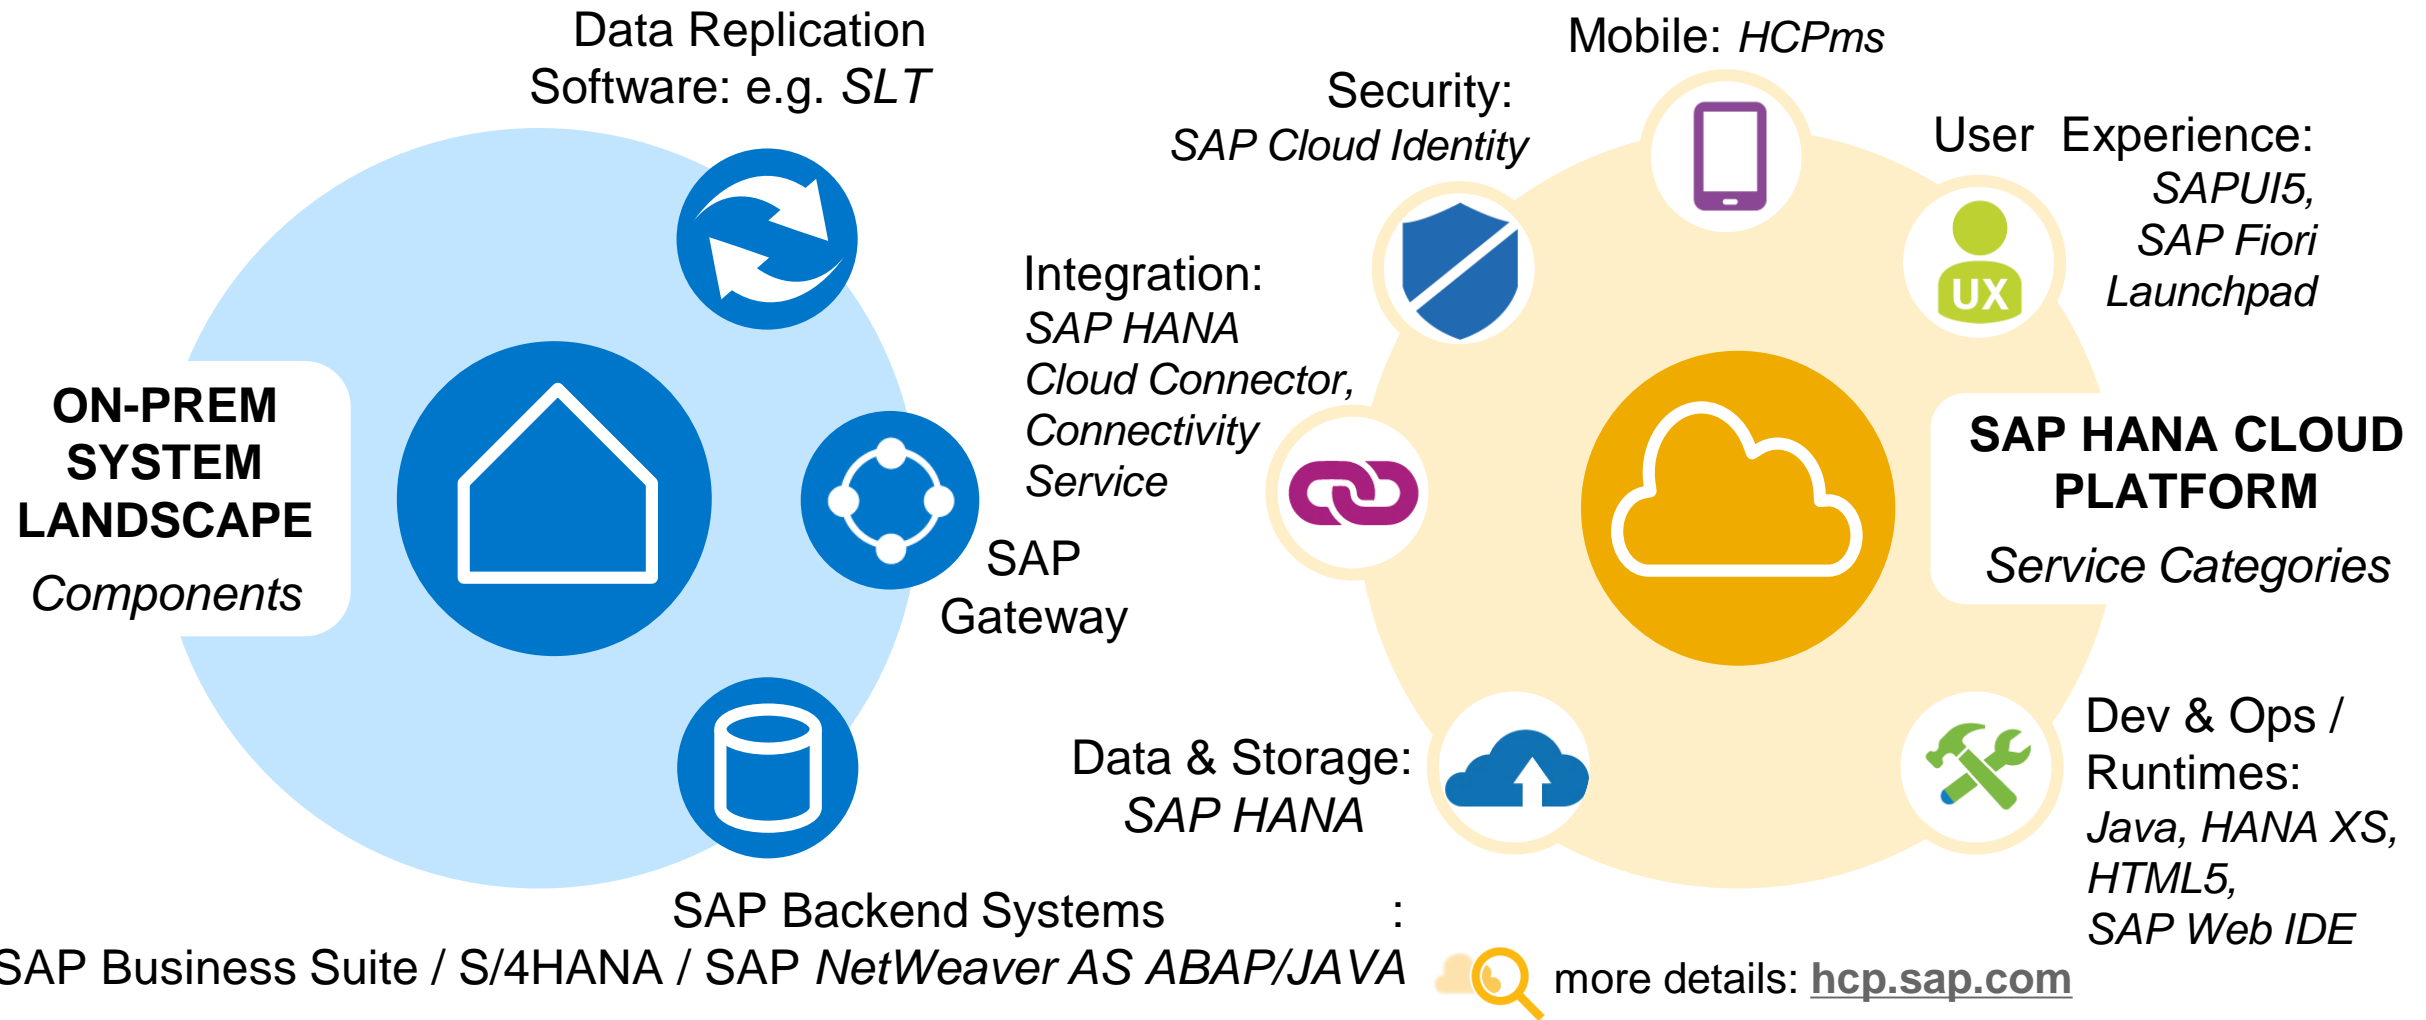 Data Replication
Software: e.g. SLT
ON-PREM
SYSTEM
LANDSCAPE
Components
SAP
Gateway
SAP Backend Systems :
SAP Business Suite / S/4HANA / SAP NetWeaver AS ABAP/JAVA
Mobile: HCPms
Security:
SAP Cloud Identity
User Experience:
SAPUI5,
SAP Fiori
Launchpad
UX
Integration:
SAP HANA
Cloud Connector,
Connectivity
Service
SAP HANA CLOUD
PLATFORM
Service Categories
Data & Storage:
SAP HANA
Dev & Ops /
Runtimes:
Java, HANA XS,
HTML5,
SAP Web IDE
more details: hcp.sap.com